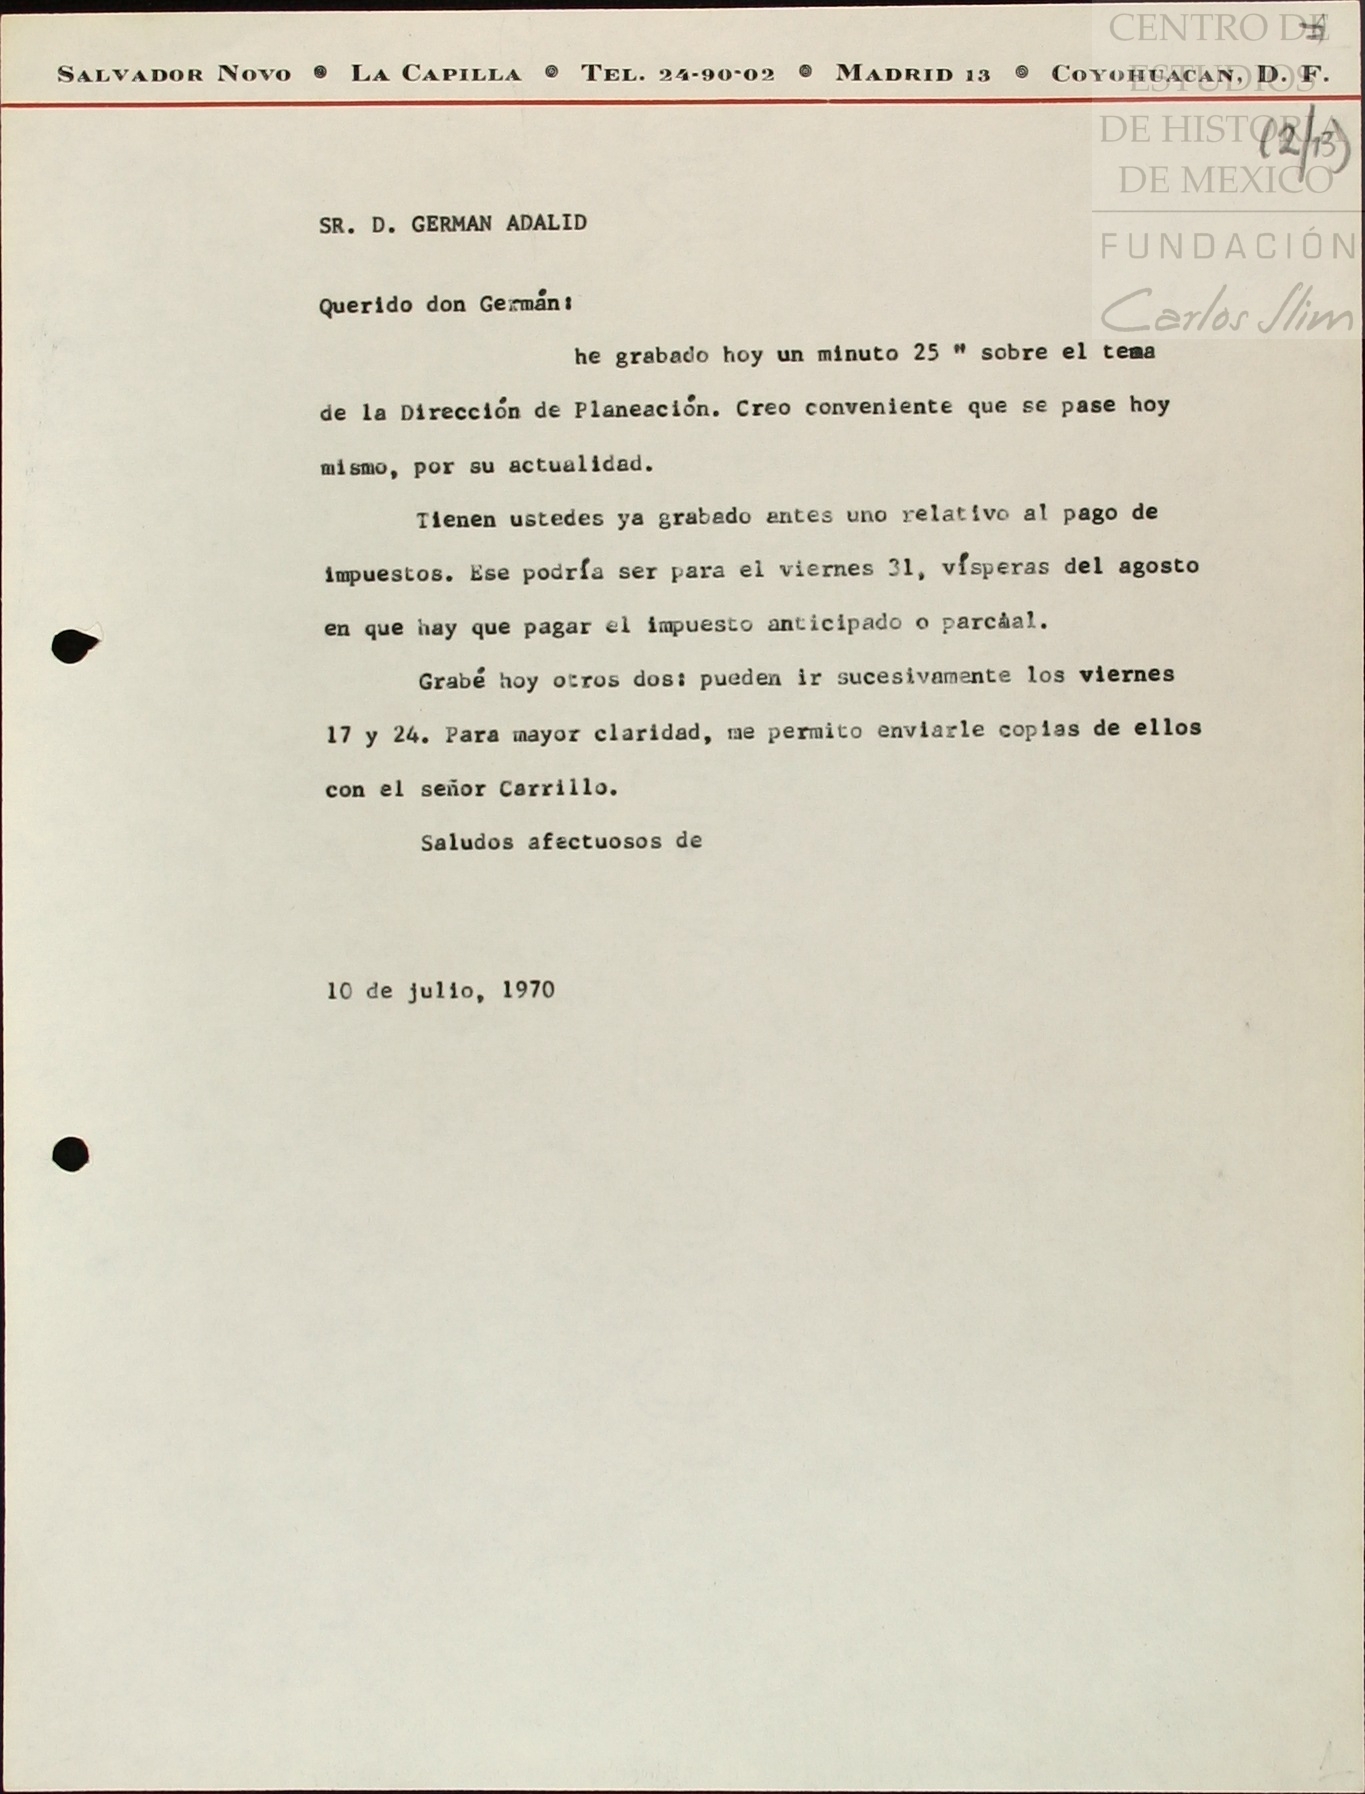 SALVADOR NOVO • LA CAPILLA • TEL. 24-90-02 • MADRID 13 • COYOHUACAN, D. F.
CENTRO DE
ESTUDIOS
DE HISTORIA
DE MEXICO
FUNDACIÓN
Carlos Slim
(2/13)
SR. D. GERMAN ADALID
Querido don Germán:
he grabado hoy un minuto 25 " sobre el tema
de la Dirección de Planeación. Creo conveniente que se pase hoy
mismo, por su actualidad.
Tienen ustedes ya grabado antes uno relativo al pago de
impuestos. Ese podría ser para el viernes 31, vísperas del agosto
en que hay que pagar el impuesto anticipado o parcial.
Grabé hoy otros dos: pueden ir sucesivamente los viernes
17 y 24. Para mayor claridad, me permito enviarle copias de ellos
con el señor Carrillo.
Saludos afectuosos de
10 de julio, 1970